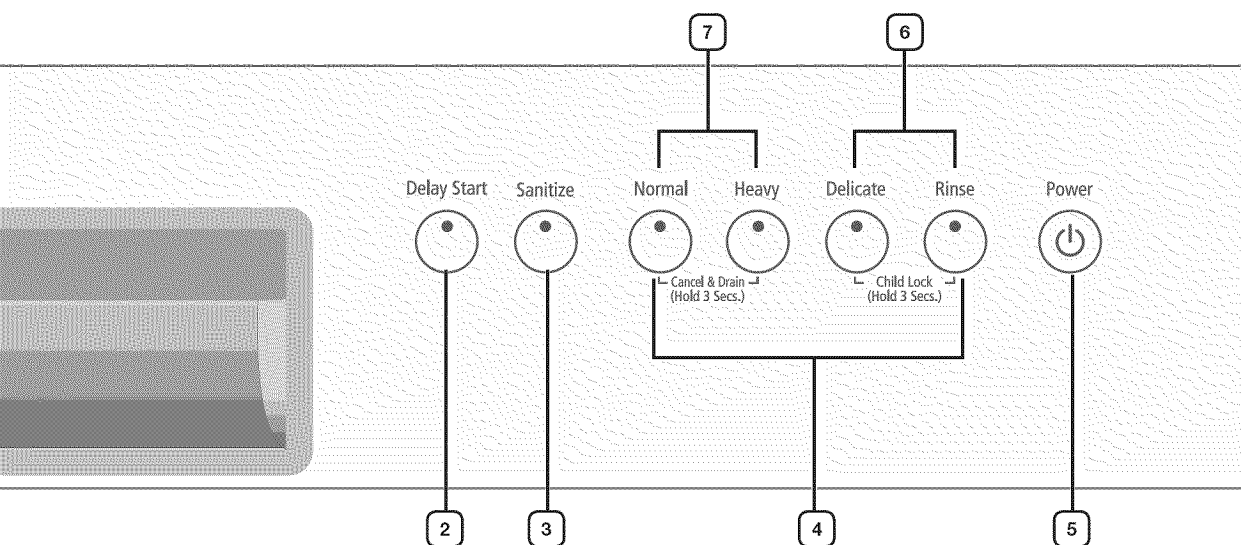 7 6
Delay Start Sanitize Normal Heavy Delicate Rinse Power
Cancel & Drain Child Lock
(Hold 3 Secs.) (Hold 3 Secs.)
2 3 4 5